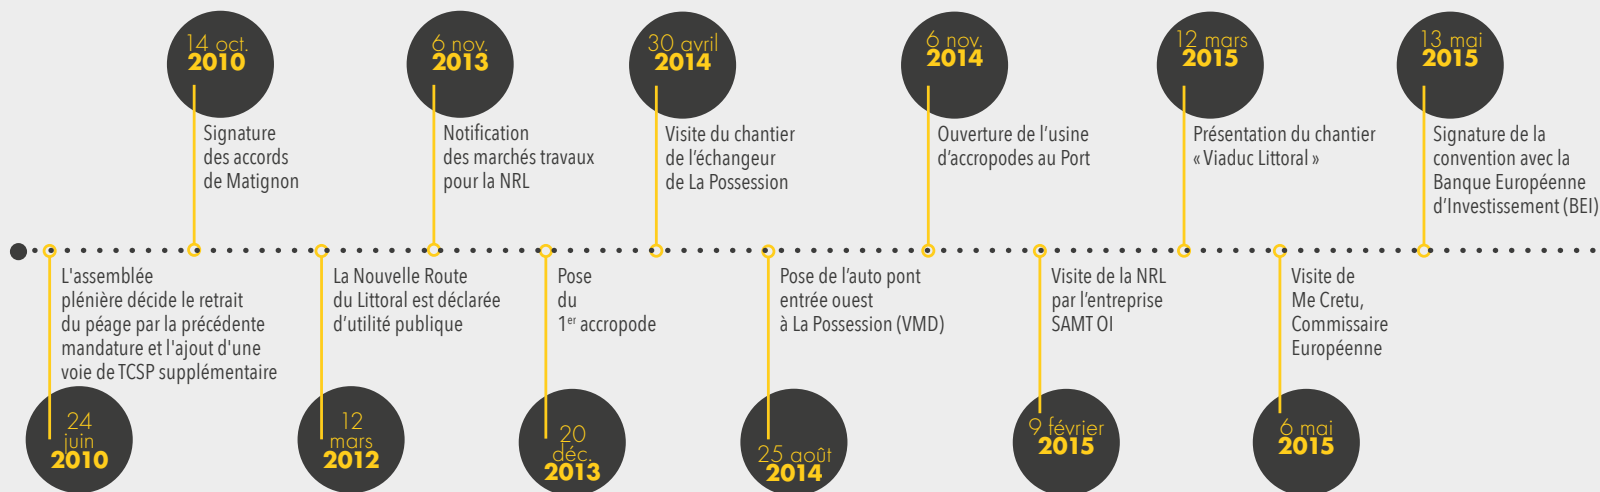 14 oct.
2010
Signature
des accords
de Matignon
6 nov.
2013
Notification
des marchés travaux
pour la NRL
30 avril
2014
Visite du chantier
de l'échangeur
de La Possession
6 nov.
2014
Ouverture de l'usine
d'accropodes au Port
12 mars
2015
Présentation du chantier
« Viaduc Littoral »
13 mai
2015
Signature de la
convention avec la
Banque Européenne
d'Investissement (BEI)
L'assemblée
plénière décide le retrait
du péage par la précédente
mandature et l'ajout d'une
voie de TCSP supplémentaire
24
juin
2010
La Nouvelle Route
du Littoral est déclarée
d'utilité publique
12
mars
2012
Pose
du
1er accropode
20
déc.
2013
Pose de l'auto pont
entrée ouest
à La Possession (VMD)
25 août
2014
Visite de la NRL
par l'entreprise
SAMT OI
9 février
2015
Visite de
Me Cretu,
Commissaire
Européenne
6 mai
2015